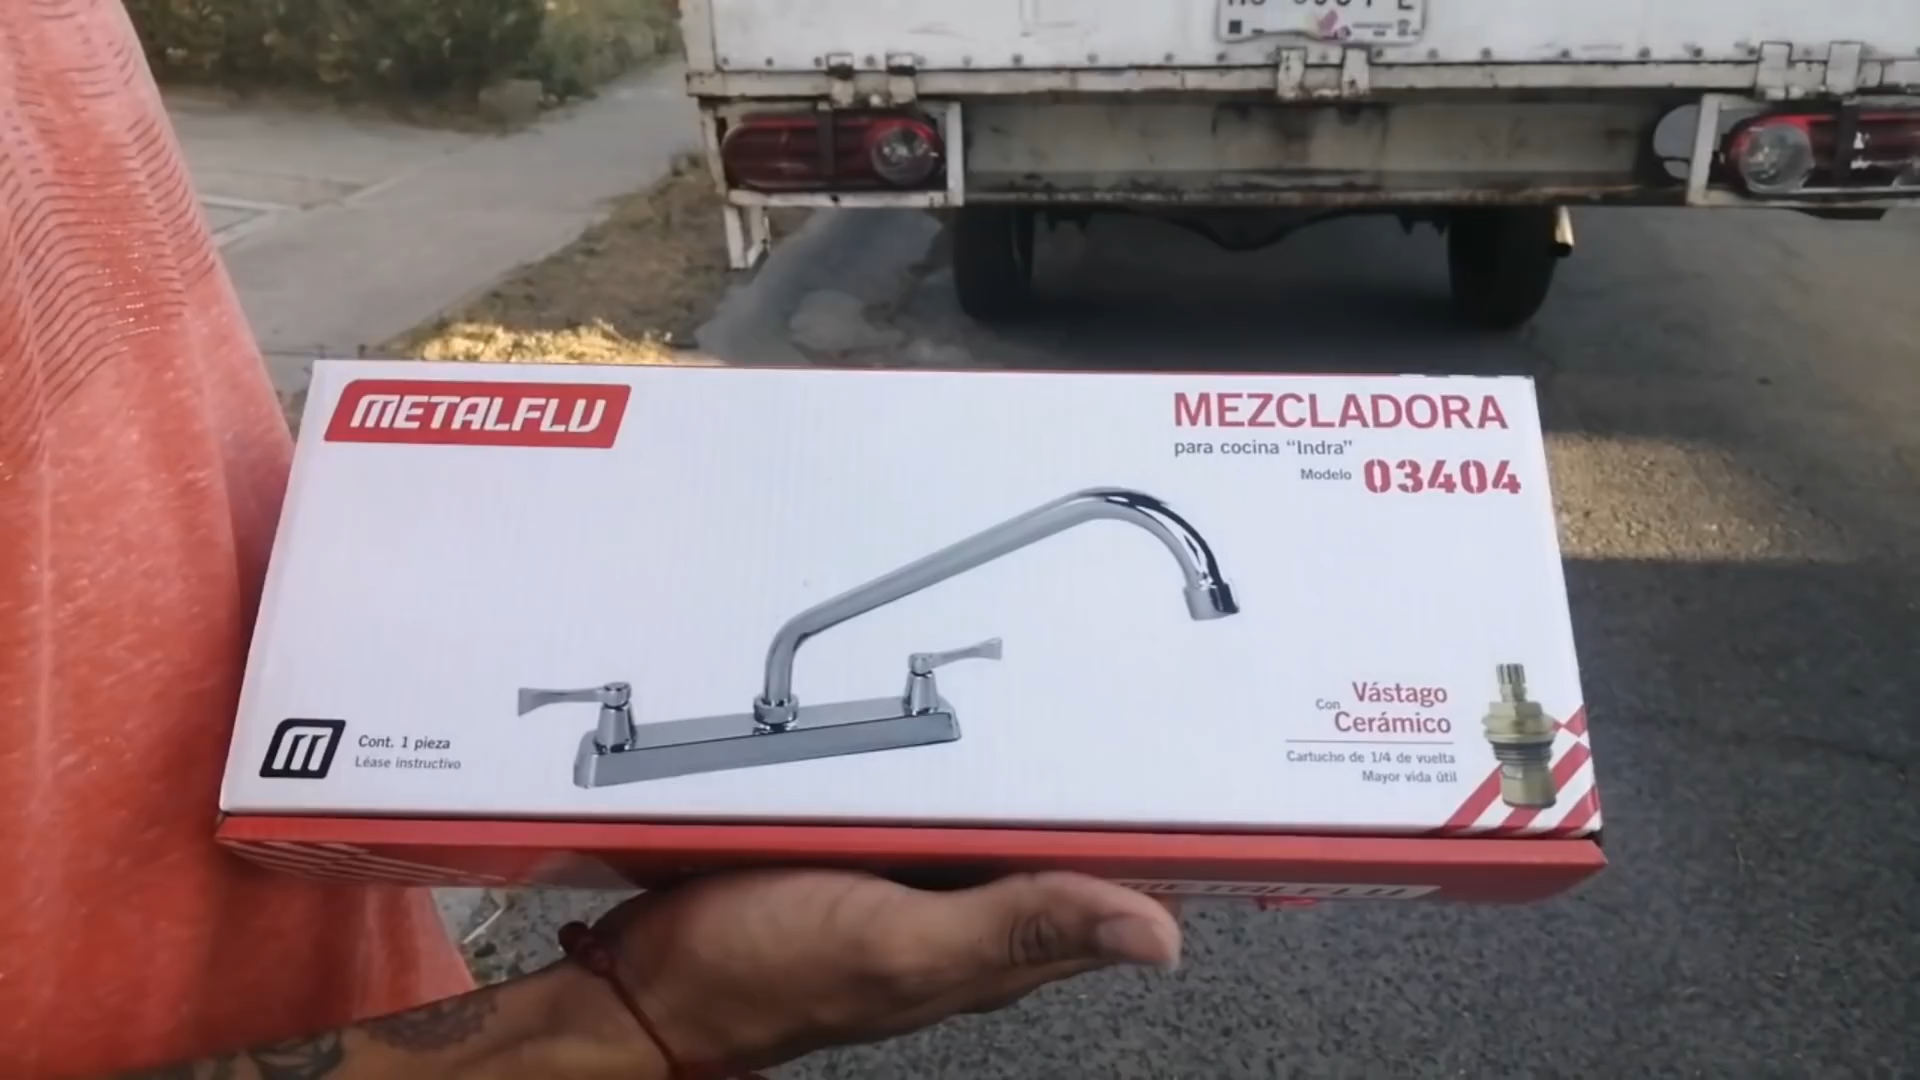 METALFLU
MEZCLADORA
para cocina “Indra”
Modelo 03404
Con Vástago
Cerámico
Cartucho de 1/4 de vuelta
Mayor vida útil
Cont. 1 pieza
Léase instructivo
METALFLU